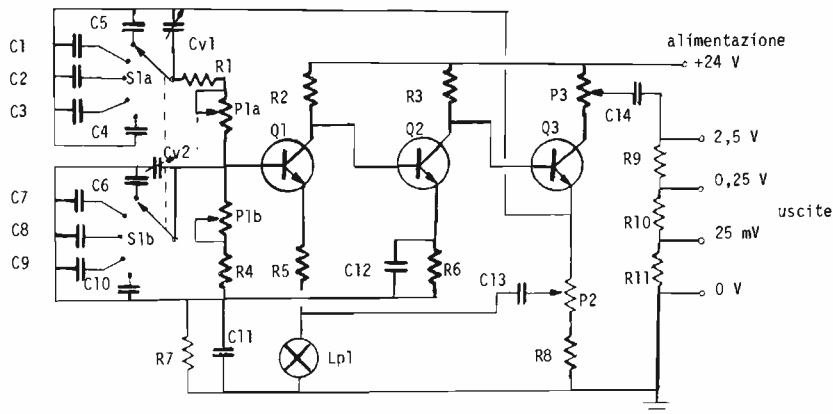 C5
Cv1
C1
C2
C3
S1a
R1
C4
P1a
R2
R3
P3
C14
alimentazione
+24 V
Q1
Q2
Q3
2,5 V
R9
0,25 V
R10
uscite
25 mV
R11
0 V
Cv2
C6
C7
C8
C9
S1b
C10
P1b
R4
R5
C12
R6
C13
P2
R7
C11
Lp1
R8